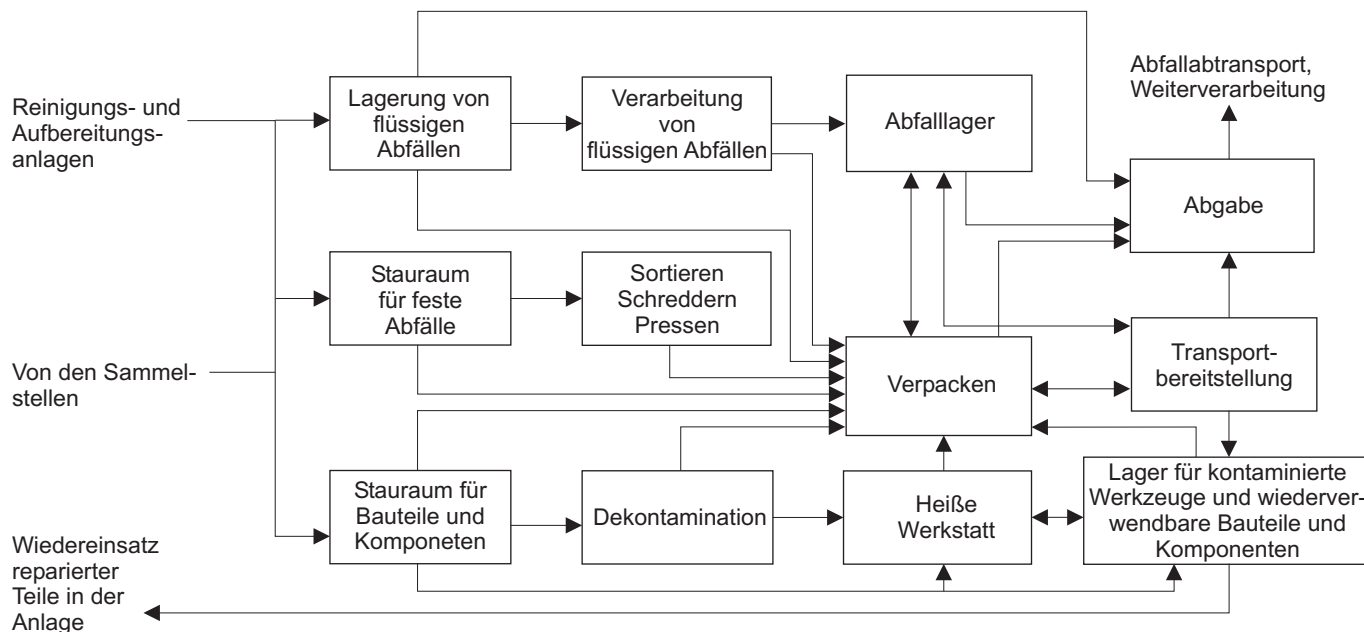 Reinigungs- und
Aufbereitungs-
anlagen
Lagerung von
flüssigen
Abfällen
Verarbeitung
von
flüssigen Abfällen
Abfalllager
Abfallabtransport,
Weiterverarbeitung
Abgabe
Von den Sammel-
stellen
Stauraum
für feste
Abfälle
Sortieren
Schreddern
Pressen
Verpacken
Transport-
bereitstellung
Stauraum für
Bauteile und
Komponeten
Dekontamination
Heiße
Werkstatt
Lager für kontaminierte
Werkzeuge und wiederver-
wendbare Bauteile und
Komponenten
Wiedereinsatz
reparierter
Teile in der
Anlage